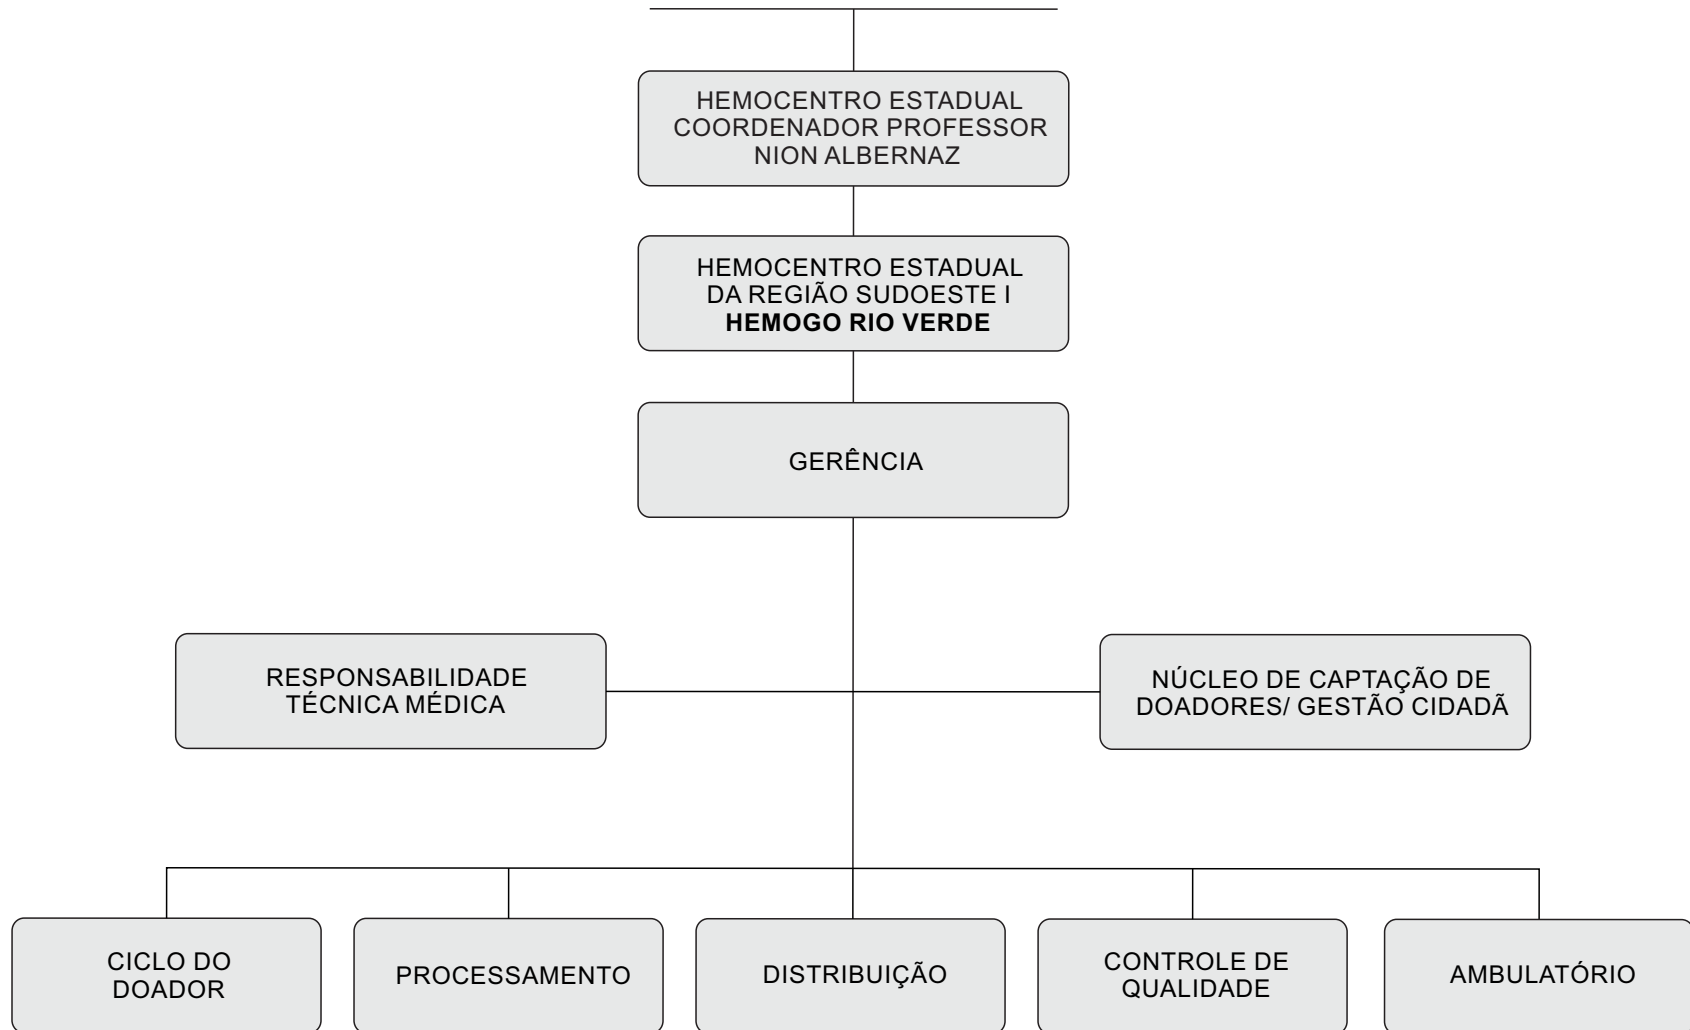 HEMOCENTRO ESTADUAL
COORDENADOR PROFESSOR
NION ALBERNAZ
HEMOCENTRO ESTADUAL
DA REGIÃO SUDOESTE I
HEMOGO RIO VERDE
GERÊNCIA
RESPONSABILIDADE
TÉCNICA MÉDICA
NÚCLEO DE CAPTAÇÃO DE
DOADORES/ GESTÃO CIDADÃ
CICLO DO
DOADOR
PROCESSAMENTO
DISTRIBUIÇÃO
CONTROLE DE
QUALIDADE
AMBULATÓRIO